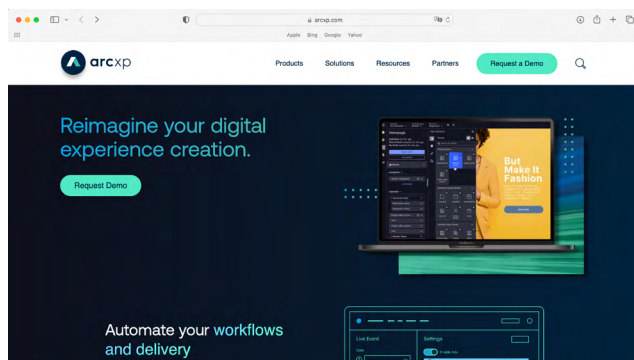 arcxp.com
Apple Bing Google Yahoo
arcxp
Products Solutions Resources Partners Request a Demo
Reimagine your digital
experience creation.
Request Demo
Homepage
But
Make It
Fashion
Automate your workflows
and delivery
Live Event
Settings